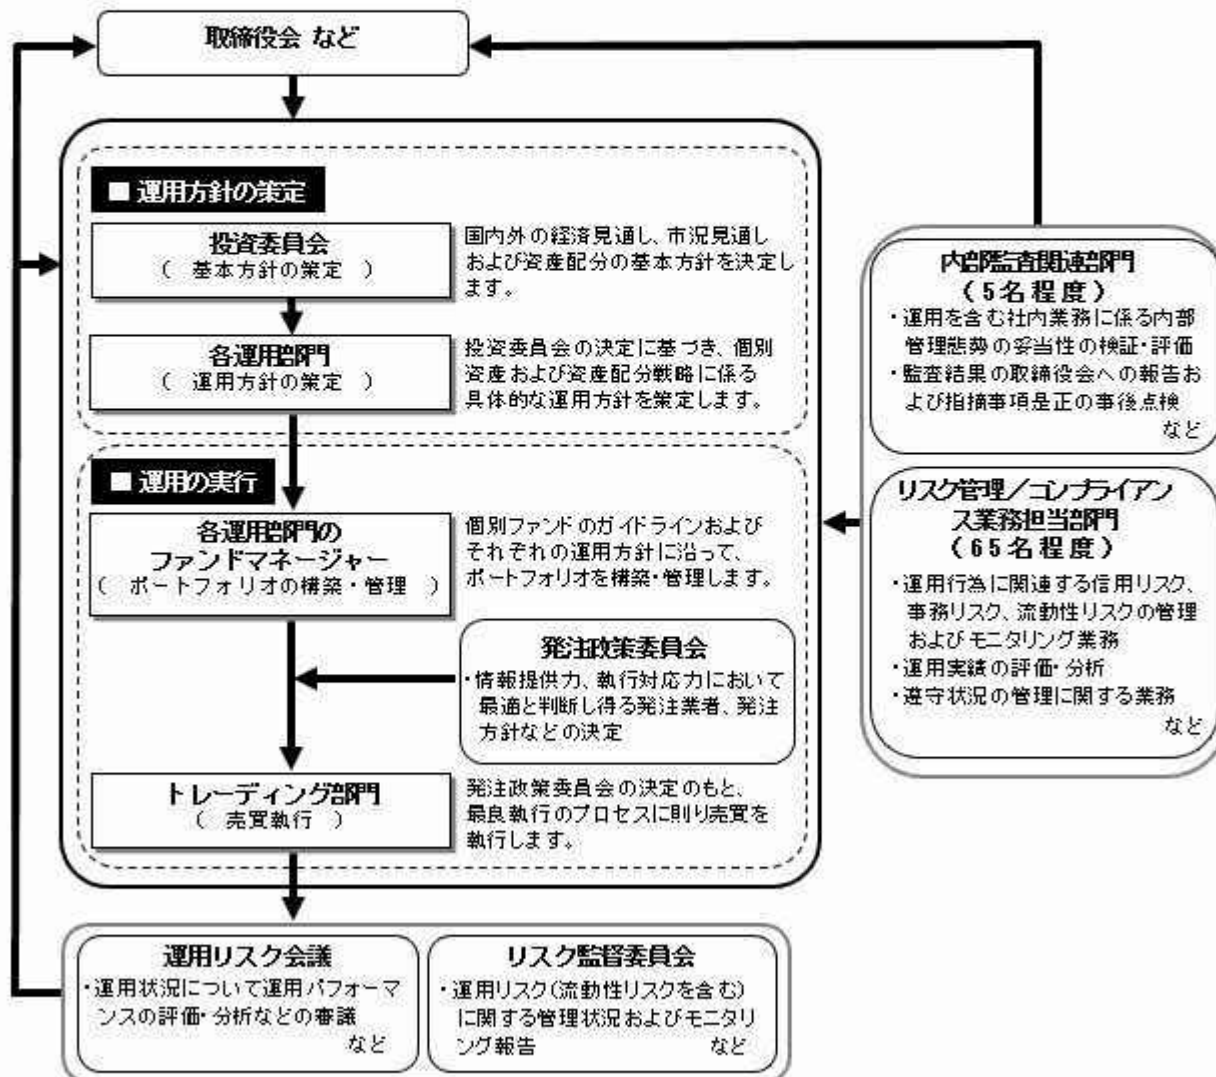 取締役会 など
■ 運用方針の策定
投資委員会
( 基本方針の策定 )
国内外の経済見通し、市況見通し
および資産配分の基本方針を決定し
ます。
各運用部門
( 運用方針の策定 )
投資委員会の決定に基づき、個別
資産および資産配分戦略に係る
具体的な運用方針を策定します。
■ 運用の実行
各運用部門の
ファンドマネージャー
( ポートフォリオの構築・管理 )
個別ファンドのガイドラインおよび
それぞれの運用方針に沿って、
ポートフォリオを構築・管理します。
発注政策委員会
・情報提供力、執行対応力において
最適と判断し得る発注業者、発注
方針などの決定
トレーディング部門
( 売買執行 )
発注政策委員会の決定のもと、
最良執行のプロセスに則り売買を
執行します。
内部監査関連部門
(5名程度)
・運用を含む社内業務に係る内部
管理態勢の妥当性の検証・評価
・監査結果の取締役会への報告お
よび指摘事項是正の事後点検
など
リスク管理/コンプライアン
ス業務担当部門
(65名程度)
・運用行為に関連する信用リスク、
事務リスク、流動性リスクの管理
およびモニタリング業務
・運用実績の評価・分析
・遵守状況の管理に関する業務
など
運用リスク会議
・運用状況について運用パフォーマ
ンスの評価・分析などの審議
など
リスク監督委員会
・運用リスク(流動性リスクを含む)
に関する管理状況およびモニタリ
ング報告 など